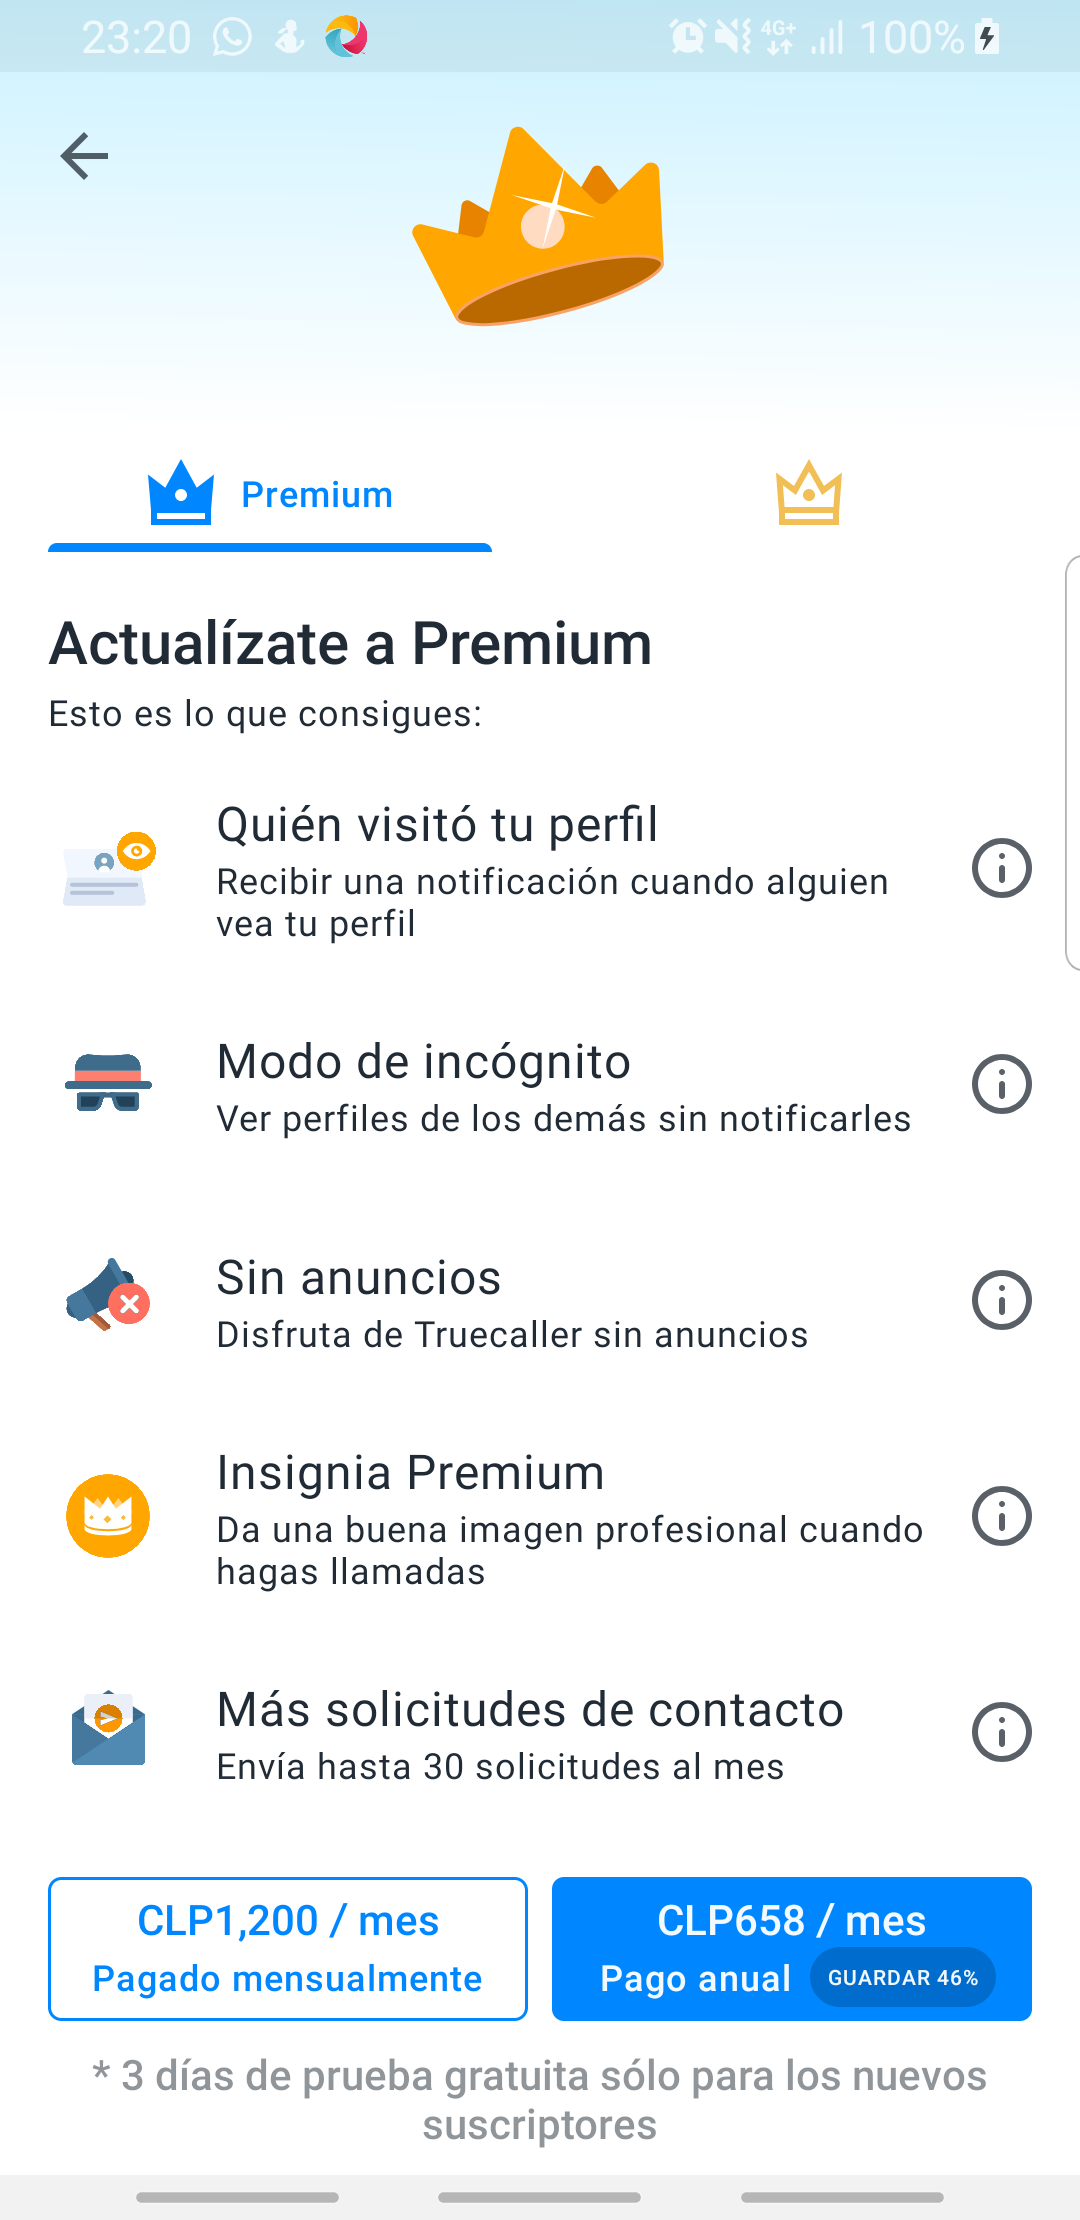 23:20
4G+
100%
Premium
Actualízate a Premium
Esto es lo que consigues:
Quién visitó tu perfil
Recibir una notificación cuando alguien
vea tu perfil
Modo de incógnito
Ver perfiles de los demás sin notificarles
Sin anuncios
Disfruta de Truecaller sin anuncios
Insignia Premium
Da una buena imagen profesional cuando
hagas llamadas
Más solicitudes de contacto
Envía hasta 30 solicitudes al mes
CLP1,200 / mes
Pagado mensualmente
CLP658 / mes
Pago anual
GUARDAR 46%
* 3 días de prueba gratuita sólo para los nuevos
suscriptores